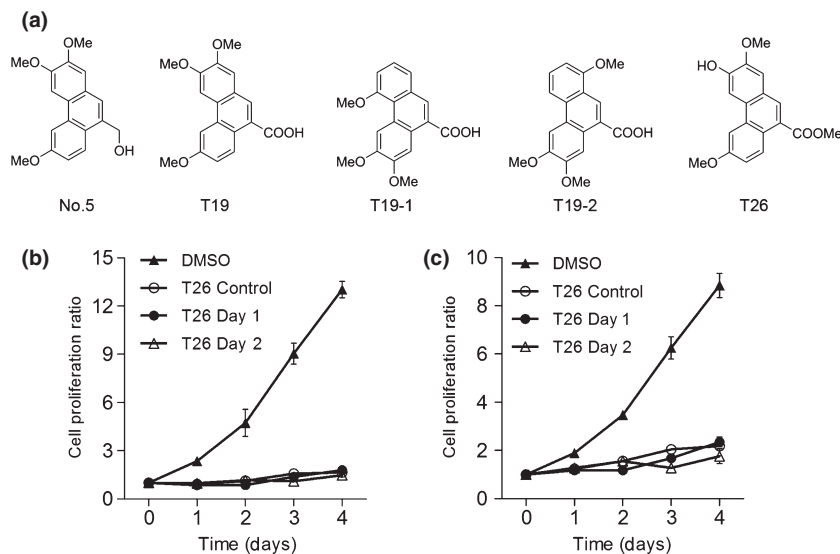 (a)
OMe
MeO
MeO
OH
No.5
OMe
MeO
COOH
MeO
T19
OMe
COOH
MeO
OMe
T19-1
OMe
COOH
MeO
OMe
T19-2
OMe
HO
COOMe
MeO
T26
(b)
Cell proliferation ratio
15
12
9
6
3
0
DMSO
T26 Control
T26 Day 1
T26 Day 2
0 1 2 3 4
Time (days)
(c)
Cell proliferation ratio
10
8
6
4
2
0
DMSO
T26 Control
T26 Day 1
T26 Day 2
0 1 2 3 4
Time (days)